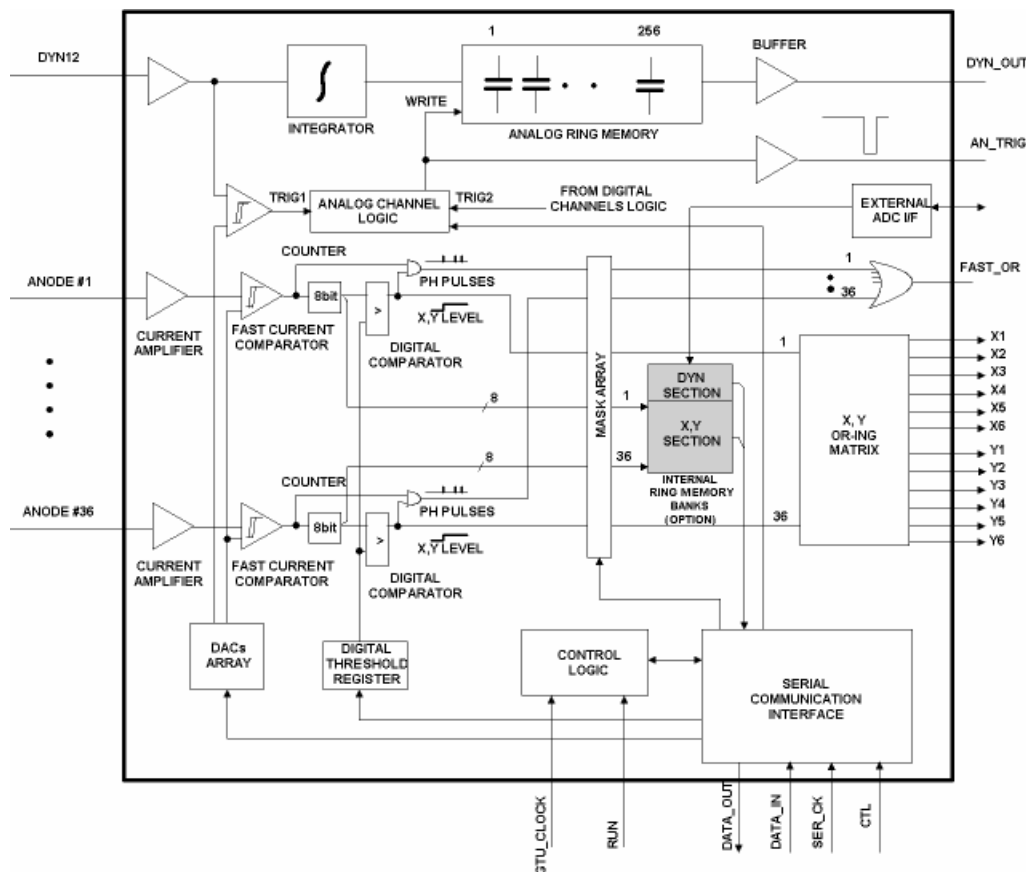 1
256
BUFFER
DYN12
DYN_OUT
WRITE
INTEGRATOR
ANALOG RING MEMORY
AN_TRIG
TRIG1
ANALOG CHANNEL
LOGIC
TRIG2
FROM DIGITAL
CHANNELS LOGIC
EXTERNAL
ADC I/F
COUNTER
ANODE #1
8bit
>
PH PULSES
X,Y LEVEL
1
36
FAST_OR
CURRENT
AMPLIFIER
FAST CURRENT
COMPARATOR
DIGITAL
COMPARATOR
MASK ARRAY
8
1
DYN
SECTION
X,Y
SECTION
36
INTERNAL
RING MEMORY
BANKS
(OPTION)
1
X, Y
OR-ING
MATRIX
36
X1
X2
X3
X4
X5
X6
Y1
Y2
Y3
Y4
Y5
Y6
8
COUNTER
ANODE #36
8bit
>
PH PULSES
X,Y LEVEL
CURRENT
AMPLIFIER
FAST CURRENT
COMPARATOR
DIGITAL
COMPARATOR
DACs
ARRAY
DIGITAL
THRESHOLD
REGISTER
CONTROL
LOGIC
SERIAL
COMMUNICATION
INTERFACE
GTU_CLOCK
RUN
DATA_OUT
DATA_IN
SER_CK
CTL